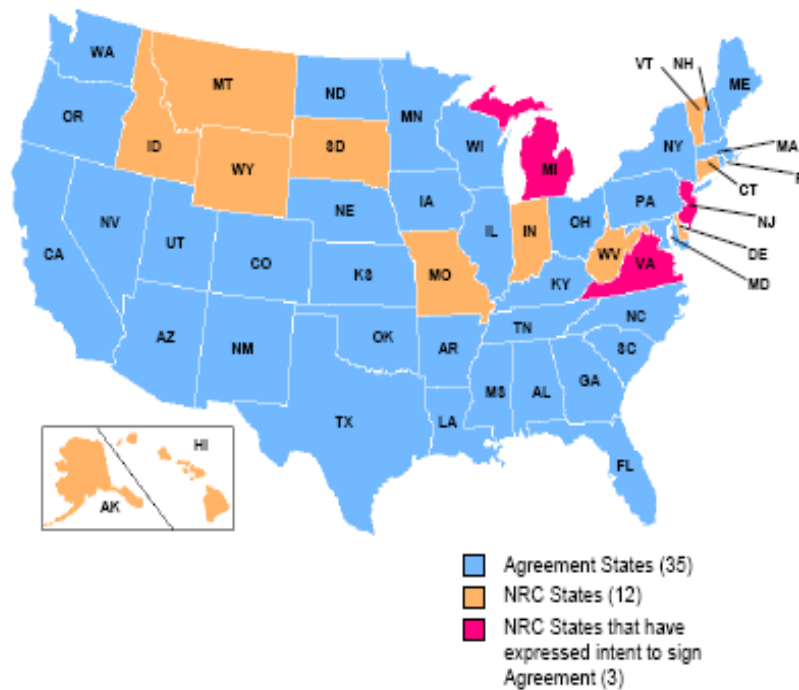 WA
MT
ND
MN
VT
NH
ME
OR
ID
SD
WI
MI
NY
MA
WY
CT
NV
NE
IA
PA
NJ
CA
UT
CO
IL
IN
OH
DE
KS
MO
WV
VA
MD
KY
AZ
NM
OK
AR
TN
NC
SC
MS
AL
GA
TX
LA
HI
FL
AK
Agreement States (35)
NRC States (12)
NRC States that have
expressed intent to sign
Agreement (3)